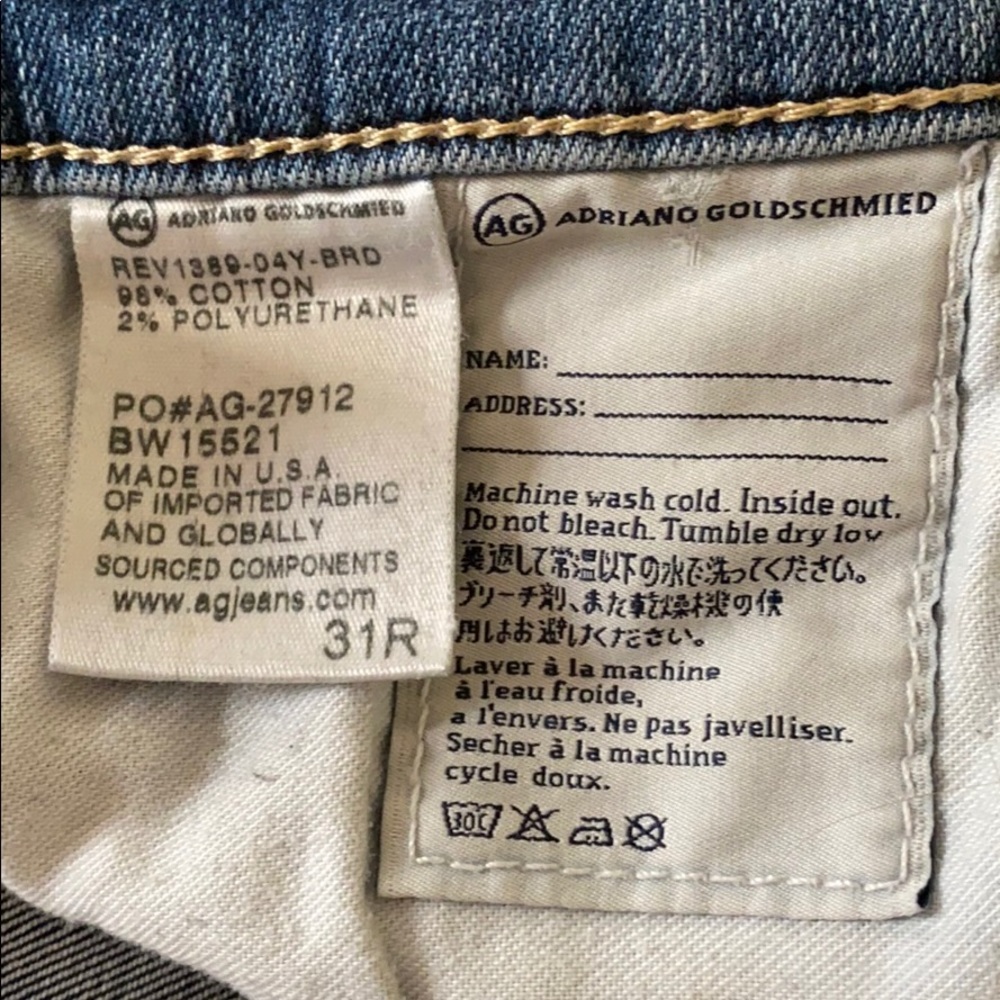 AG ADRIANO GOLDSCHMIED
REV1389-04Y-BRD
98% COTTON
2% POLYURETHANE
PO#AG-27912
BW15521
MADE IN U.S.A.
OF IMPORTED FABRIC
AND GLOBALLY
SOURCED COMPONENTS
www.agjeans.com
31R
AG ADRIANO GOLDSCHMIED
NAME:
ADDRESS:
Machine wash cold. Inside out.
Do not bleach. Tumble dry low
裏返して常温以下の水で洗ってください。
ブリーチ剤、また乾燥機の使
用はお避けください。
Laver à la machine
à l'eau froide,
a l'envers. Ne pas javelliser.
Secher à la machine
cycle doux.
30C